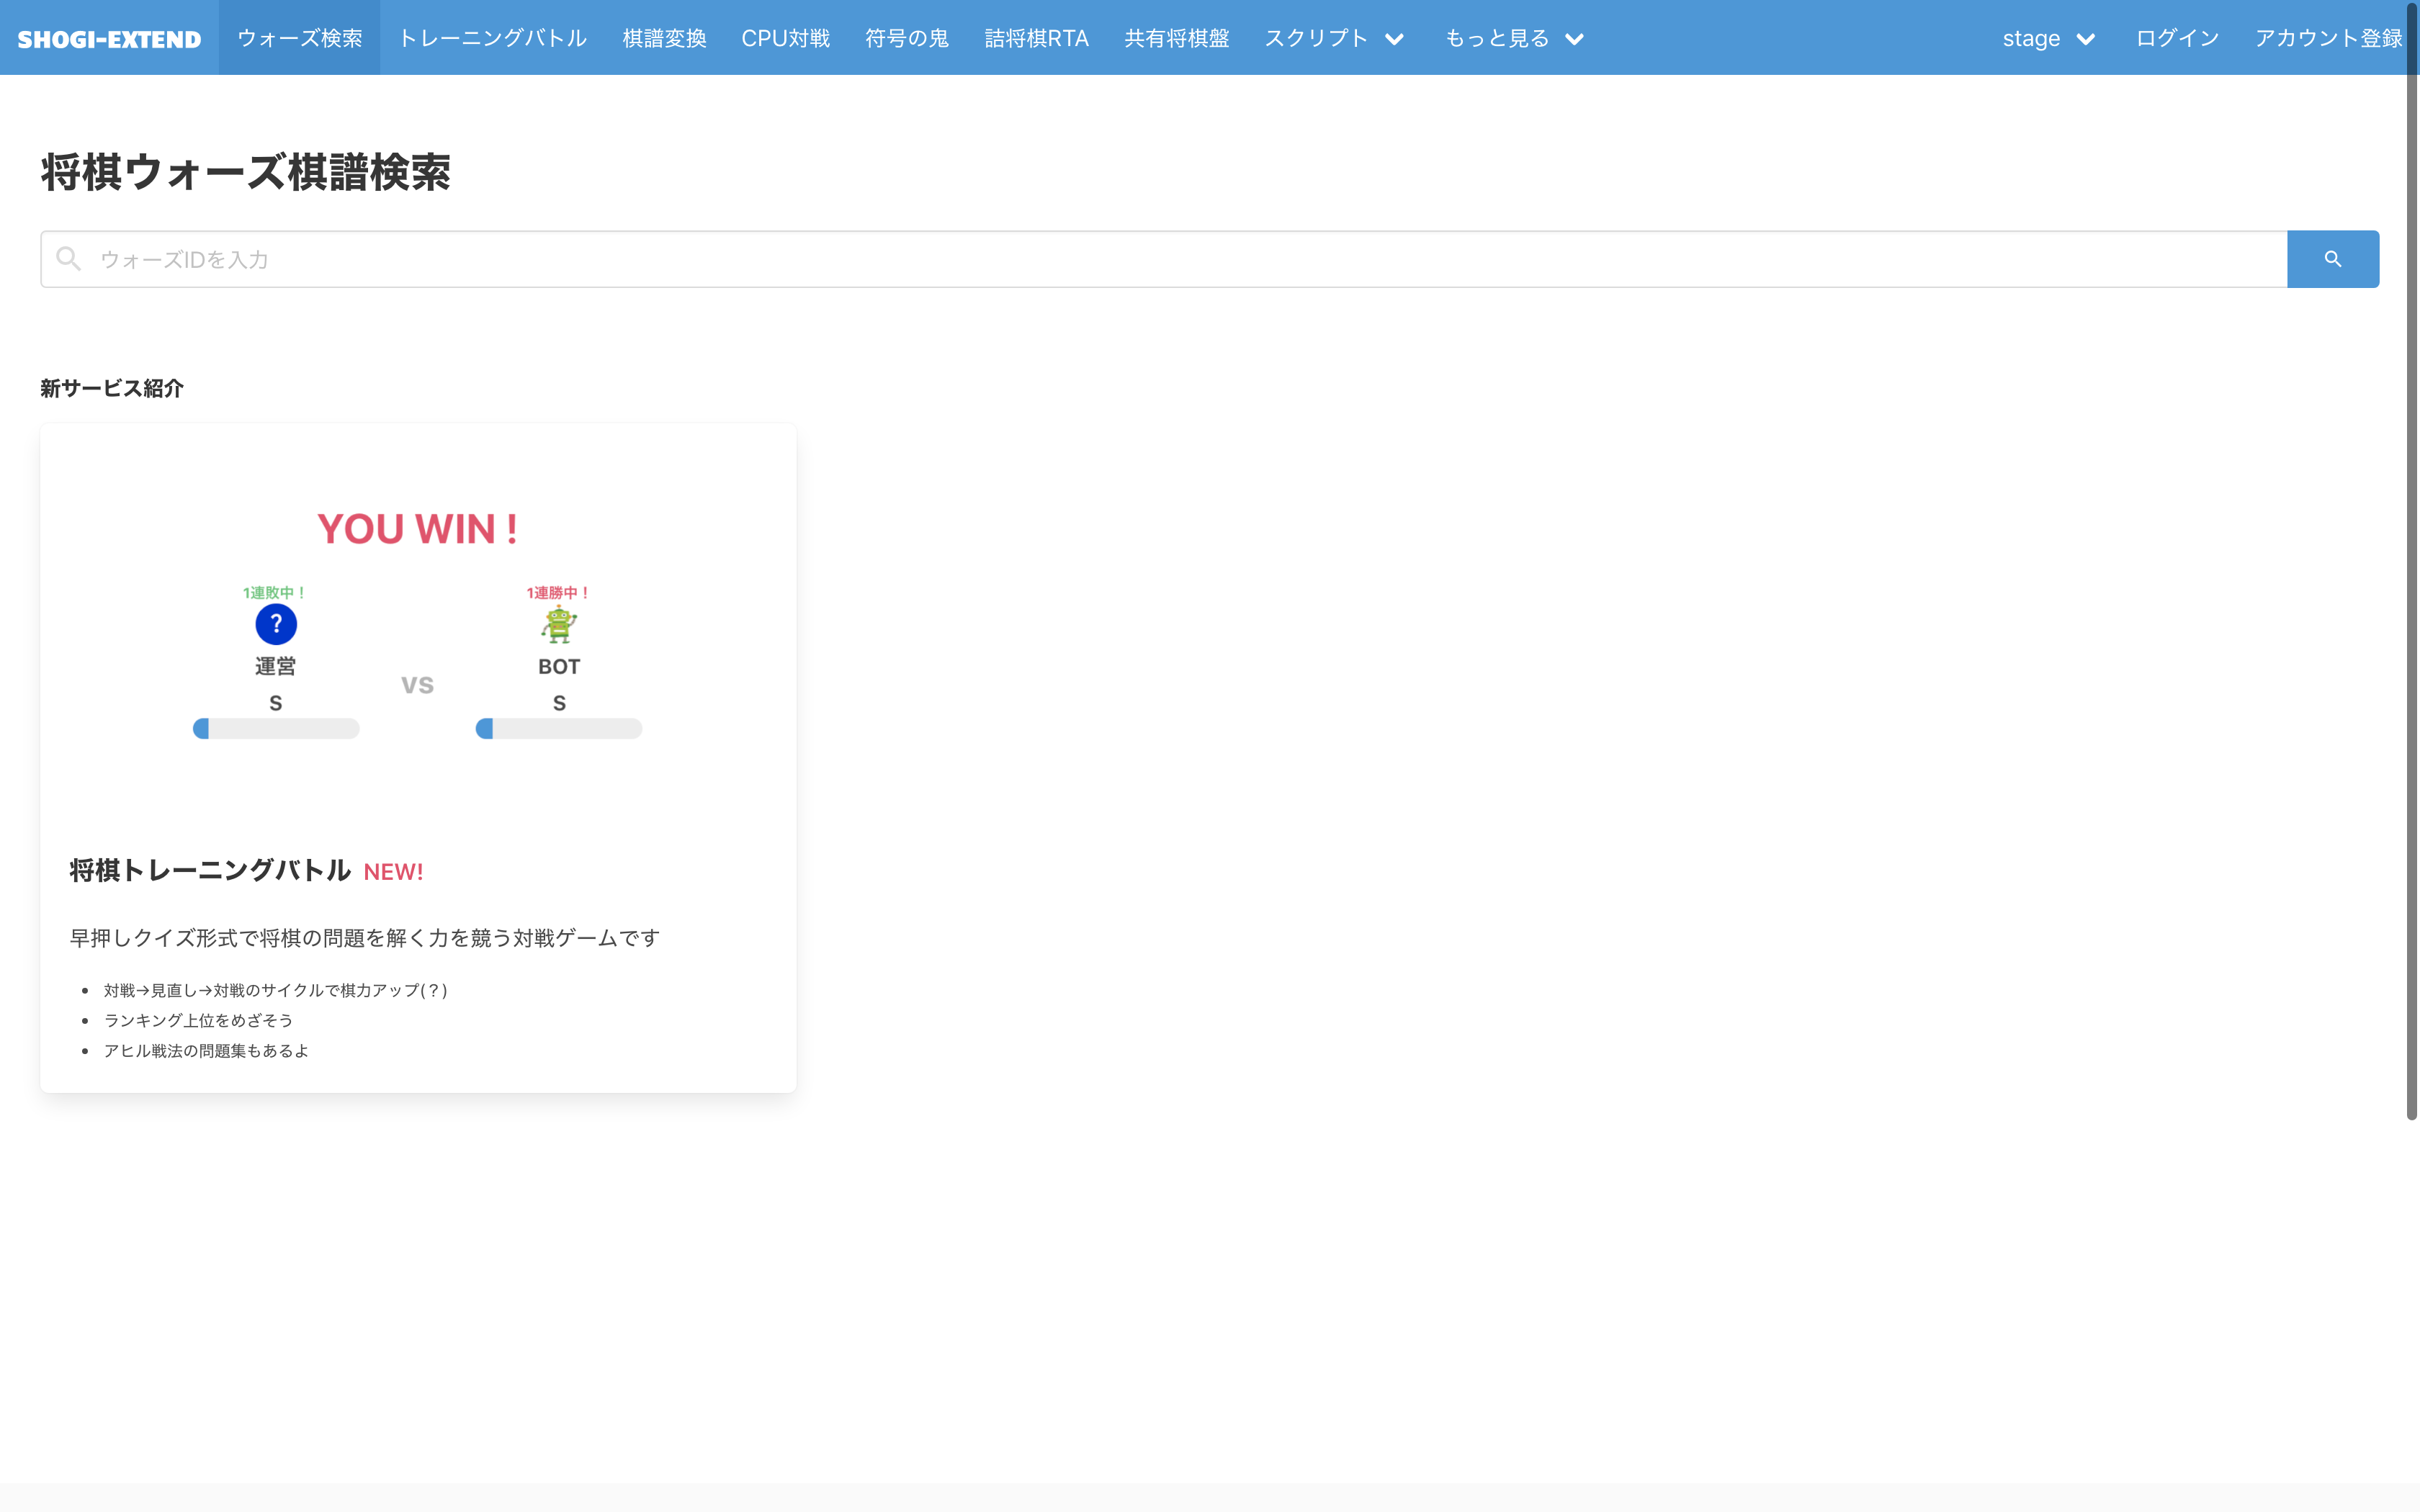 SHOGI-EXTEND ウォーズ検索 トレーニングバトル 棋譜変換 CPU対戦 符号の鬼 詰将棋RTA 共有将棋盤 スクリプト もっと見る stage ログイン アカウント登録
将棋ウォーズ棋譜検索
ウォーズIDを入力
新サービス紹介
YOU WIN !
1連敗中！ 1連勝中！
?
運営 BOT
vs
S S
将棋トレーニングバトル NEW!
早押しクイズ形式で将棋の問題を解く力を競う対戦ゲームです
• 対戦→見直し→対戦のサイクルで棋力アップ(？)
• ランキング上位をめざそう
• アヒル戦法の問題集もあるよ